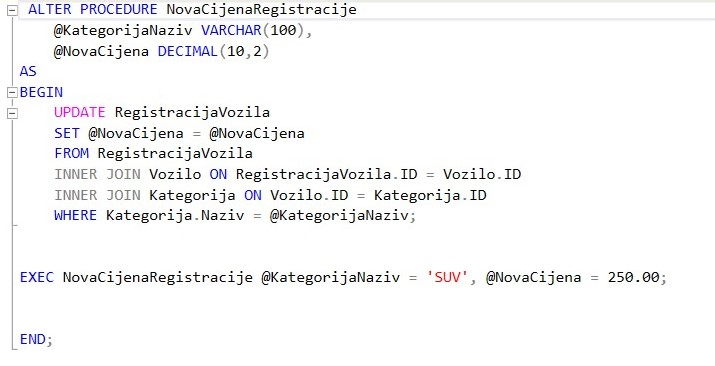 ALTER PROCEDURE NovaCijenaRegistracije
@KategorijaNaziv VARCHAR(100),
@NovaCijena DECIMAL(10,2)
AS
BEGIN
UPDATE RegistracijaVozila
SET @NovaCijena = @NovaCijena
FROM RegistracijaVozila
INNER JOIN Vozilo ON RegistracijaVozila.ID = Vozilo.ID
INNER JOIN Kategorija ON Vozilo.ID = Kategorija.ID
WHERE Kategorija.Naziv = @KategorijaNaziv;
EXEC NovaCijenaRegistracije @KategorijaNaziv = 'SUV', @NovaCijena = 250.00;
END;